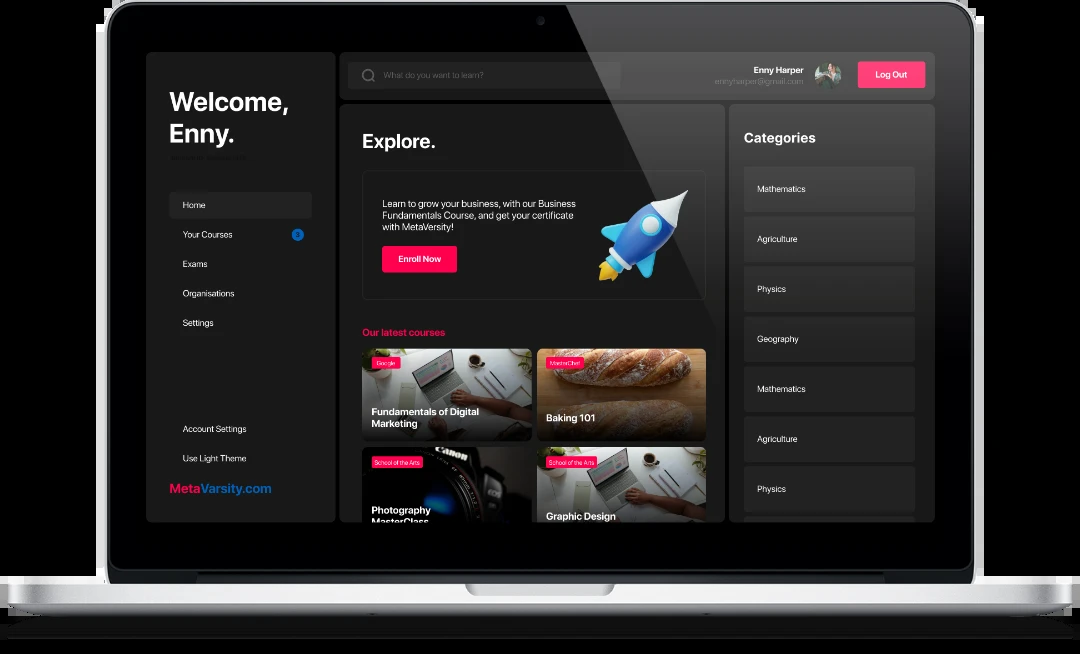 Welcome,
Enny.
Home
Your Courses
3
Exams
Organisations
Settings
Account Settings
Use Light Theme
MetaVarsity.com
What do you want to learn?
Enny Harper
ennyharper@gmail.com
Log Out
Explore.
Learn to grow your business, with our Business
Fundamentals Course, and get your certificate
with MetaVersity!
Enroll Now
Our latest courses
Google
Fundamentals of Digital
Marketing
MasterChef
Baking 101
Canon
School of the Arts
Photography
MasterClass
School of the Arts
Graphic Design
Categories
Mathematics
Agriculture
Physics
Geography
Mathematics
Agriculture
Physics